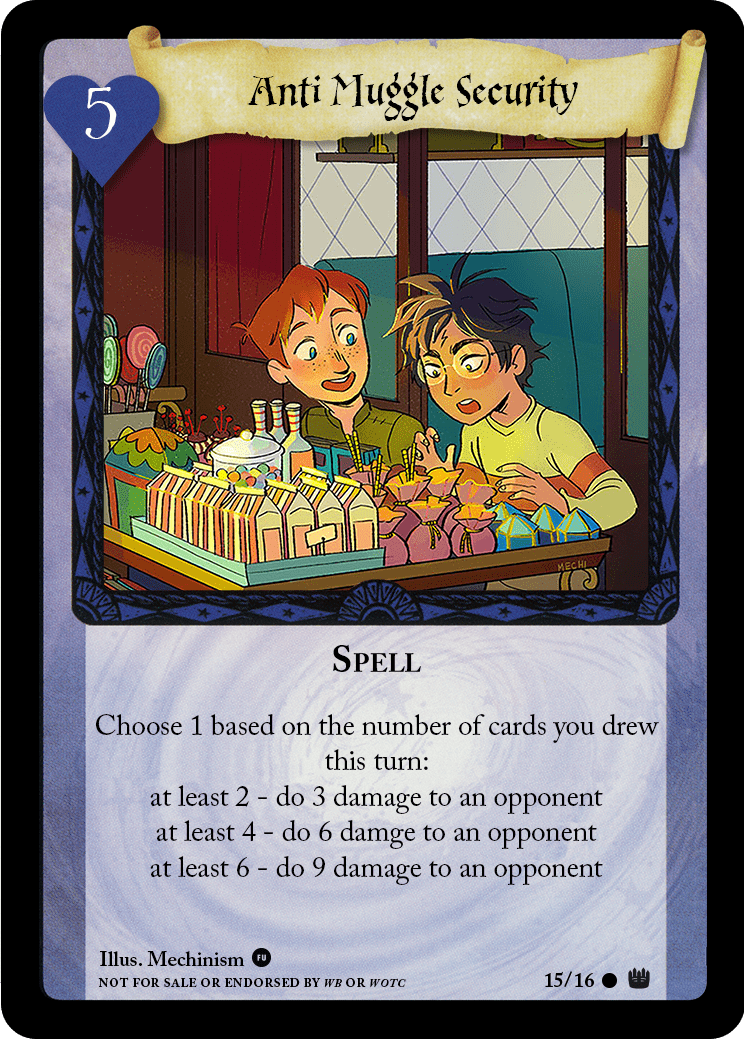 5
Anti Muggle Security
MECHI
SPELL
Choose 1 based on the number of cards you drew
this turn:
at least 2 - do 3 damage to an opponent
at least 4 - do 6 damge to an opponent
at least 6 - do 9 damage to an opponent
Illus. Mechinism FU
NOT FOR SALE OR ENDORSED BY WB OR WOTC
15/16